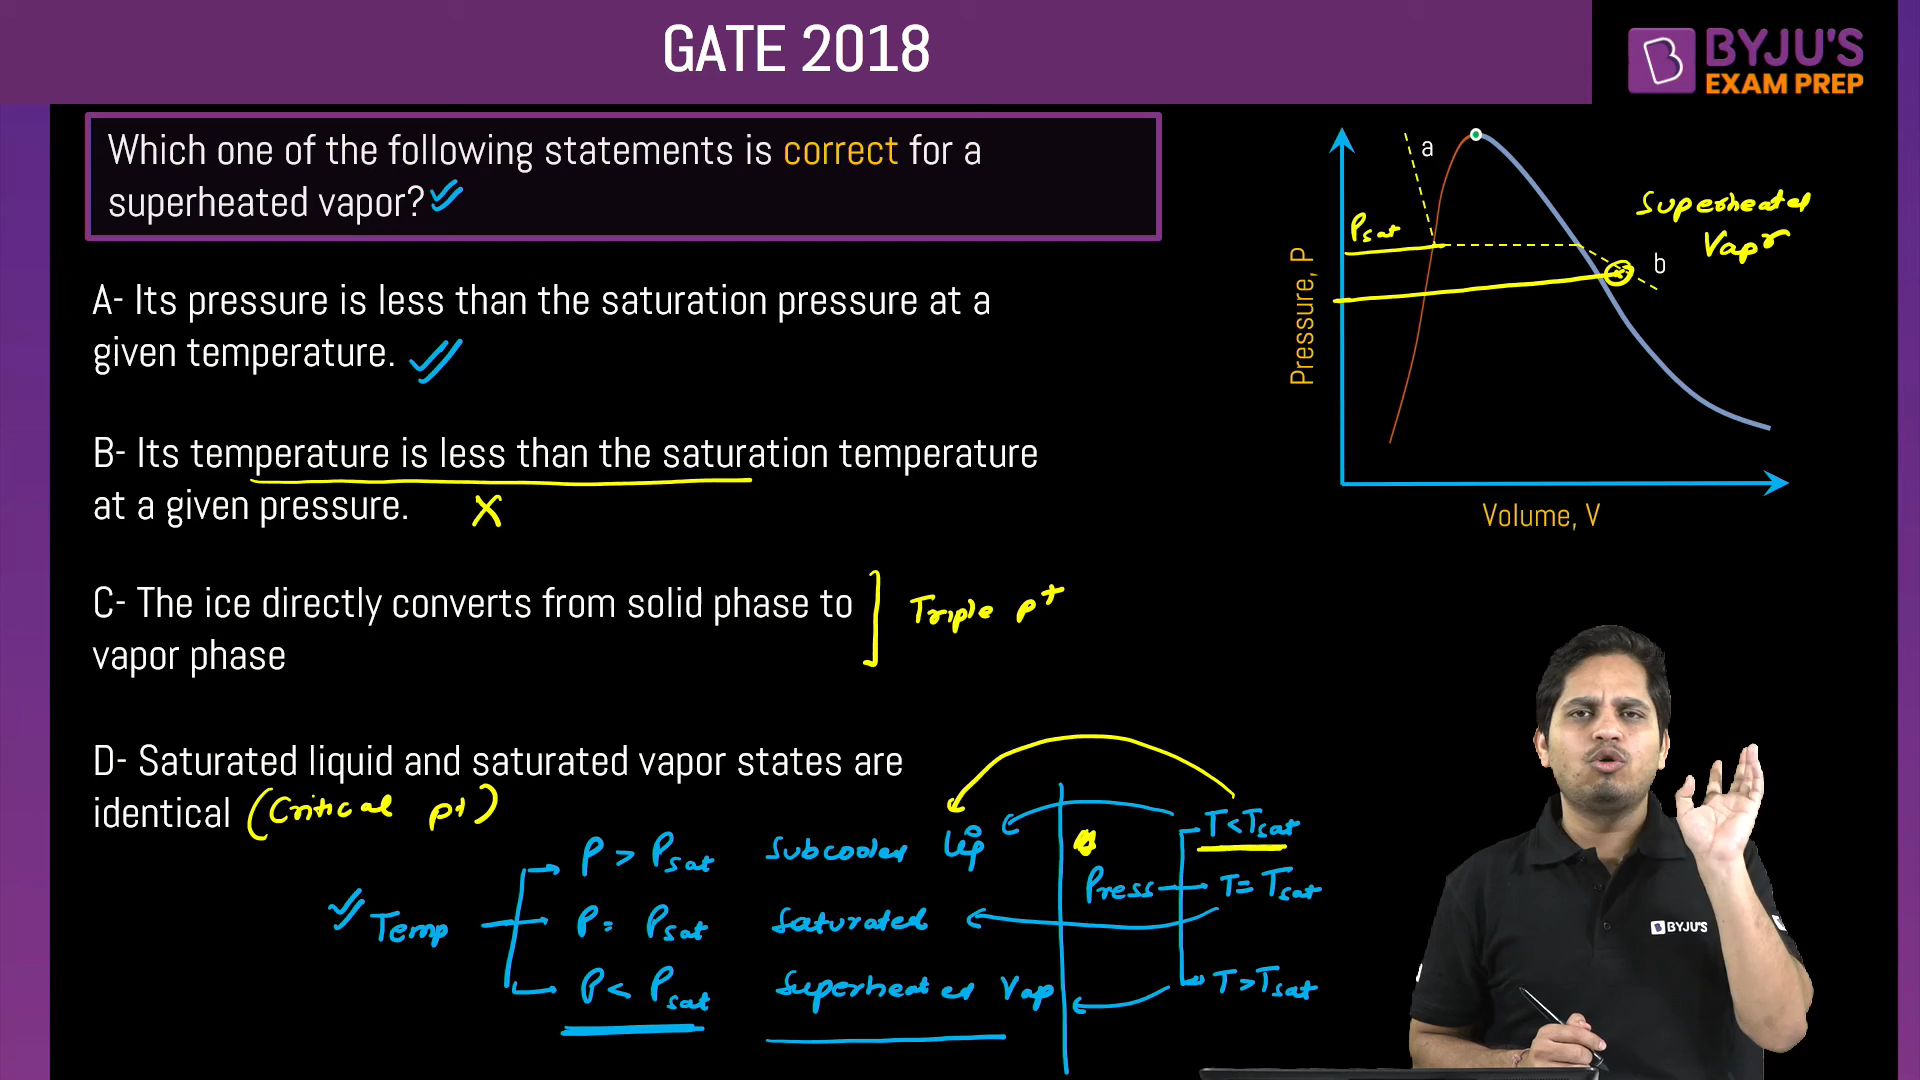 GATE 2018
BYJU'S
EXAM PREP
Which one of the following statements is correct for a
superheated vapor?
A- Its pressure is less than the saturation pressure at a
given temperature.
B- Its temperature is less than the saturation temperature
at a given pressure.
X
C- The ice directly converts from solid phase to
vapor phase
Triple pt
D- Saturated liquid and saturated vapor states are
identical (Critical pt)
Temp
P > Psat Subcooled Liq
P = Psat Saturated
P < Psat Superheated Vap
Press
T < Tsat
T = Tsat
T > Tsat
a
Psat
Superheated
Vapr
b
Pressure, P
Volume, V
BYJU'S